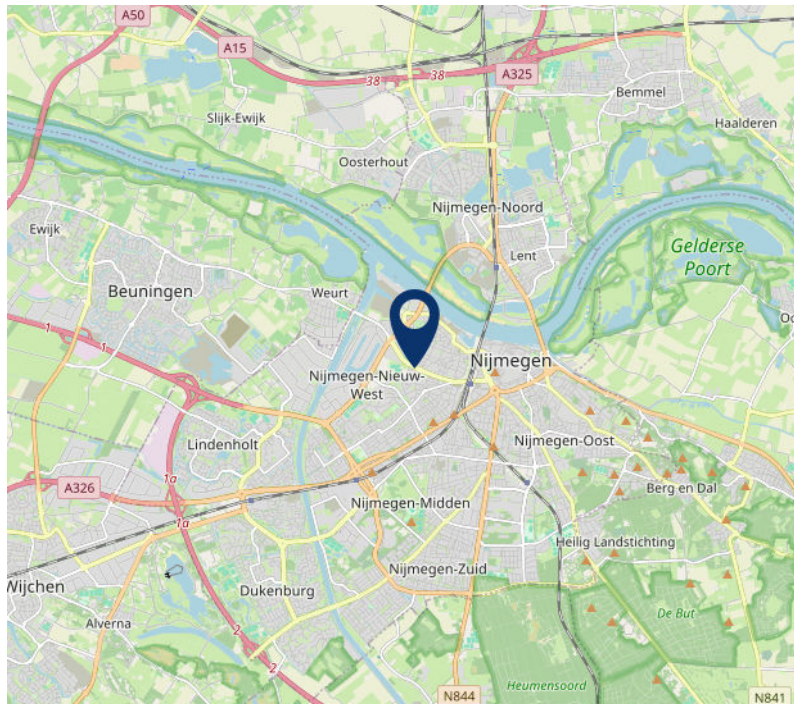 A50
A15
38
38
A325
Bemmel
Slijk-Ewijk
Haalderen
Oosterhout
Nijmegen-Noord
Ewijk
Lent
Gelderse
Poort
Beuningen
Weurt
1
Nijmegen
Nijmegen-Nieuw-
West
1
Lindenholt
Nijmegen-Oost
1a
A326
Berg en Dal
Nijmegen-Midden
1a
Heilig Landstichting
Nijmegen-Zuid
Wijchen
Dukenburg
De But
Alverna
2
2
Heumensoord
N844
N841